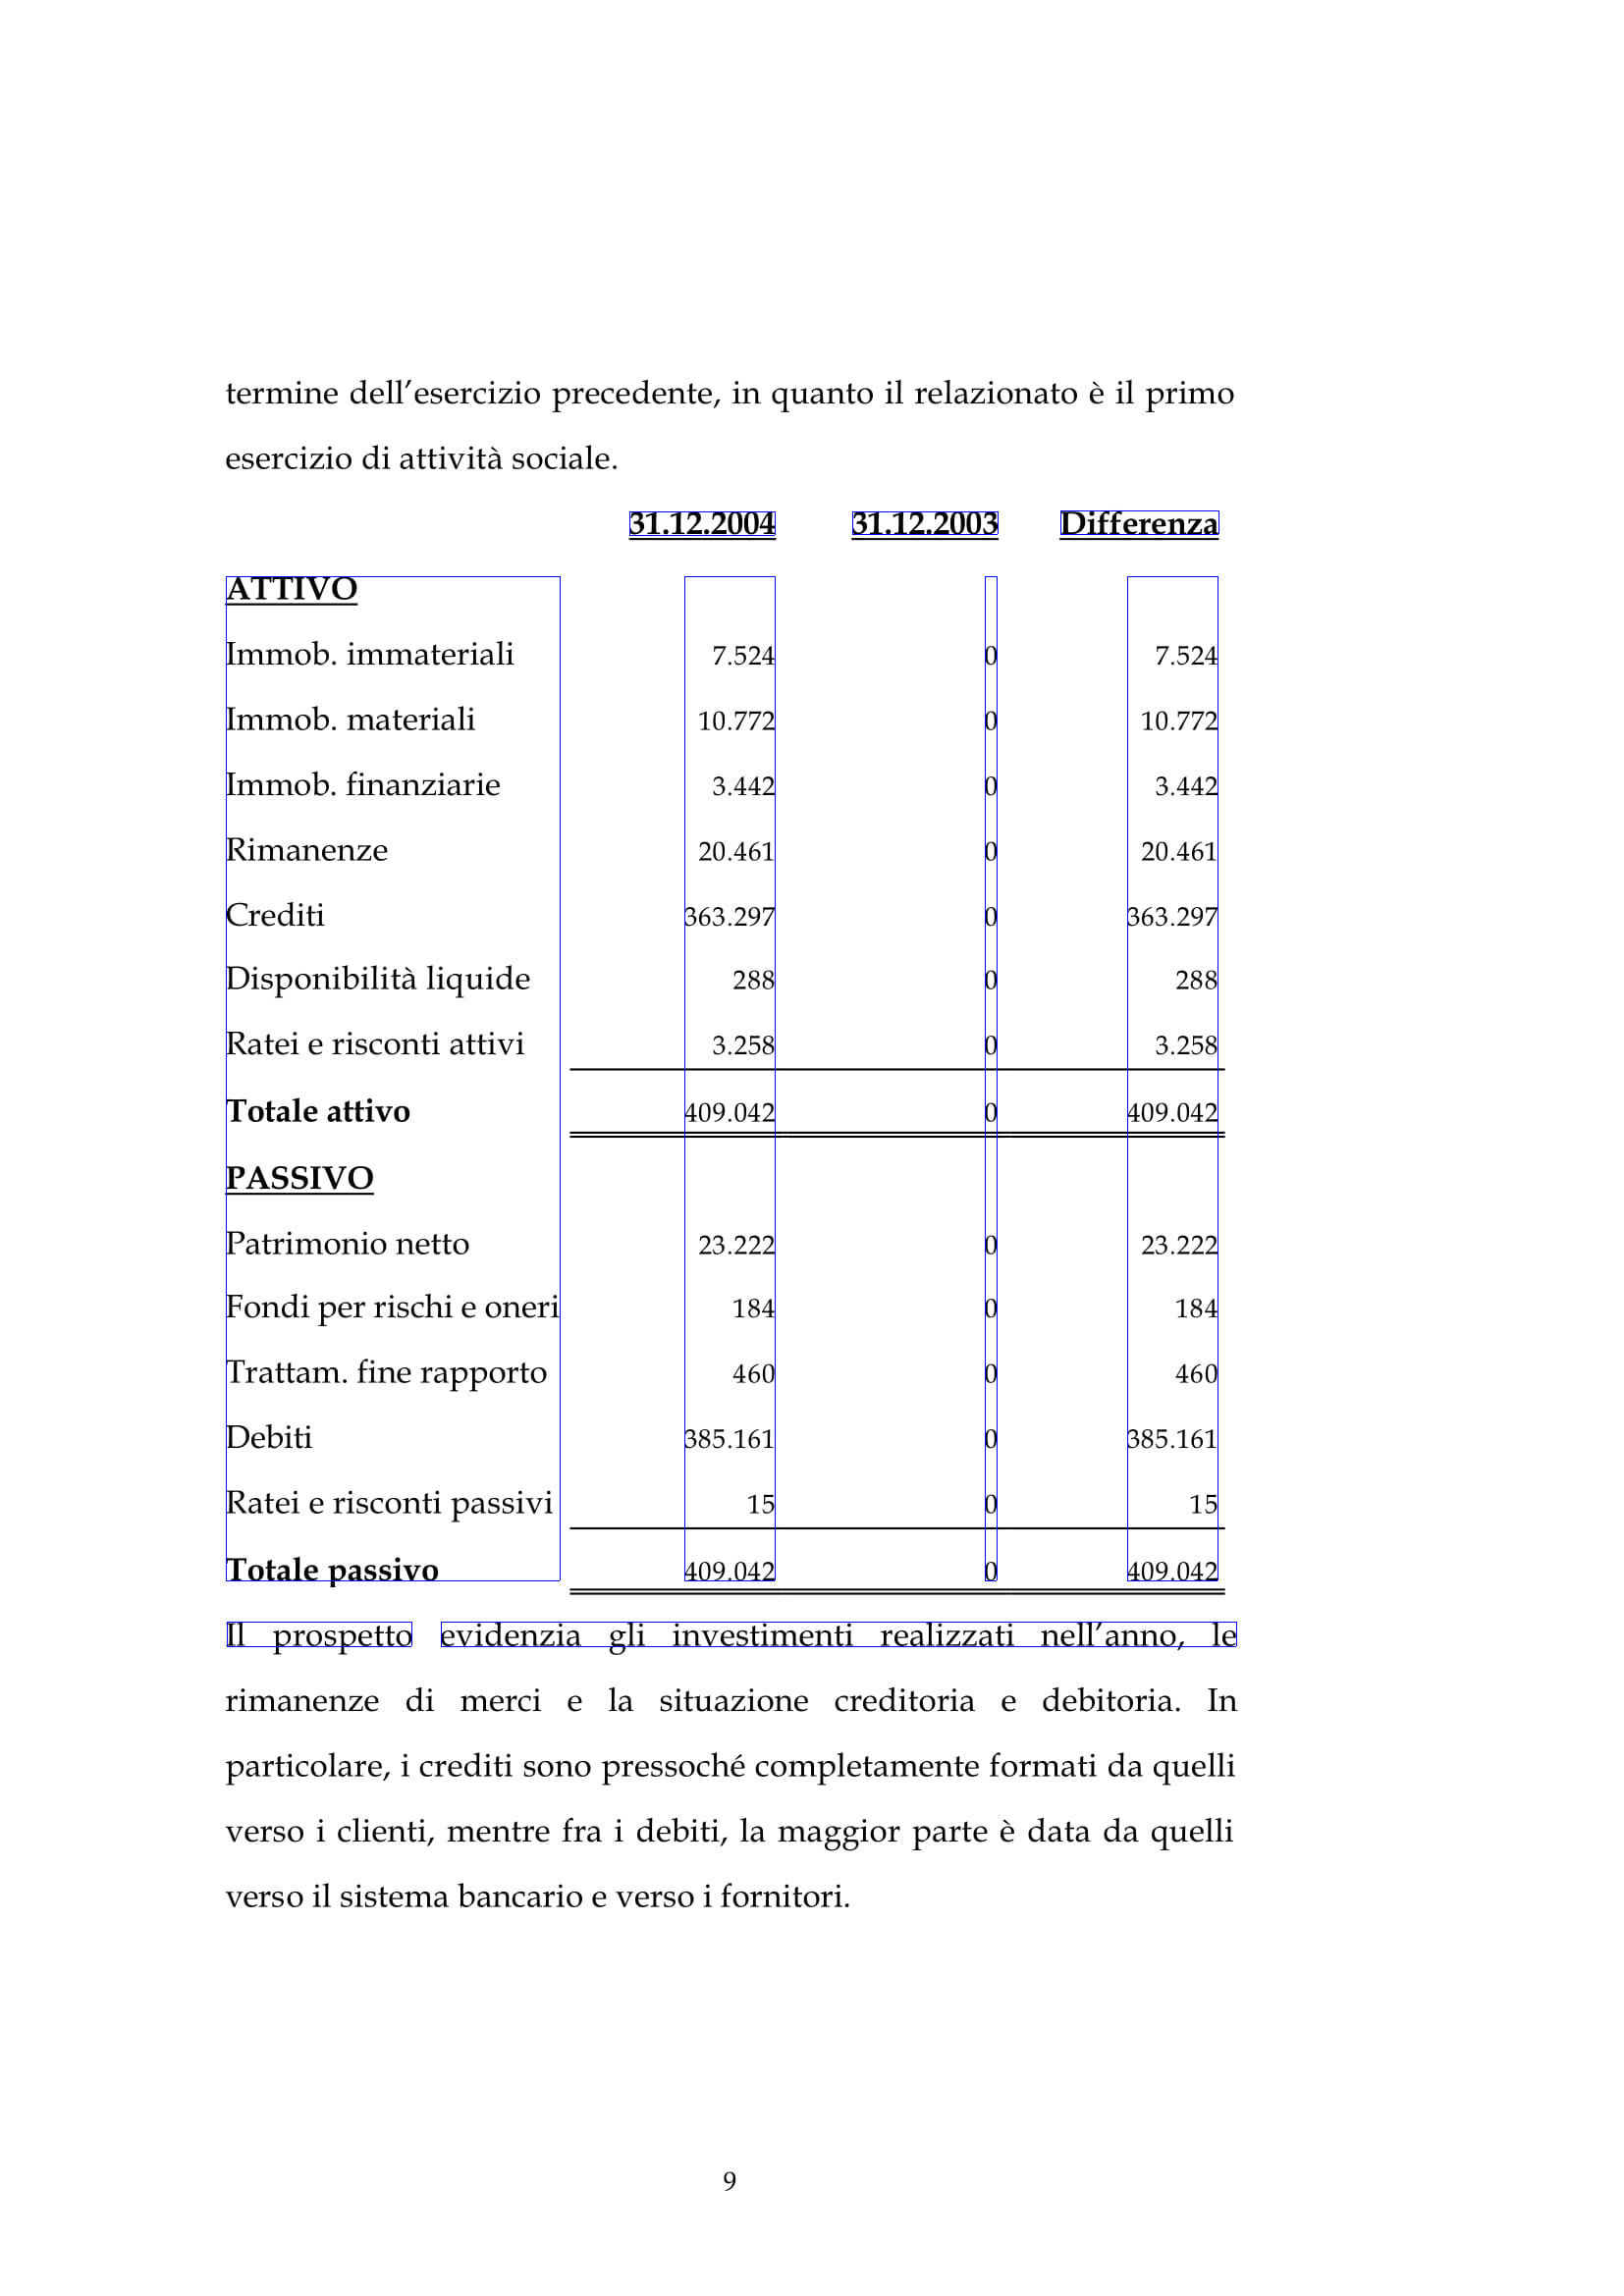 termine dell’esercizio precedente, in quanto il relazionato è il primo
esercizio di attività sociale.
31.12.2004 31.12.2003 Differenza
ATTIVO
Immob. immateriali 7.524 0 7.524
Immob. materiali 10.772 0 10.772
Immob. finanziarie 3.442 0 3.442
Rimanenze 20.461 0 20.461
Crediti 363.297 0 363.297
Disponibilità liquide 288 0 288
Ratei e risconti attivi 3.258 0 3.258
Totale attivo 409.042 0 409.042
PASSIVO
Patrimonio netto 23.222 0 23.222
Fondi per rischi e oneri 184 0 184
Trattam. fine rapporto 460 0 460
Debiti 385.161 0 385.161
Ratei e risconti passivi 15 0 15
Totale passivo 409.042 0 409.042
Il prospetto evidenzia gli investimenti realizzati nell’anno, le
rimanenze di merci e la situazione creditoria e debitoria. In
particolare, i crediti sono pressoché completamente formati da quelli
verso i clienti, mentre fra i debiti, la maggior parte è data da quelli
verso il sistema bancario e verso i fornitori.
9